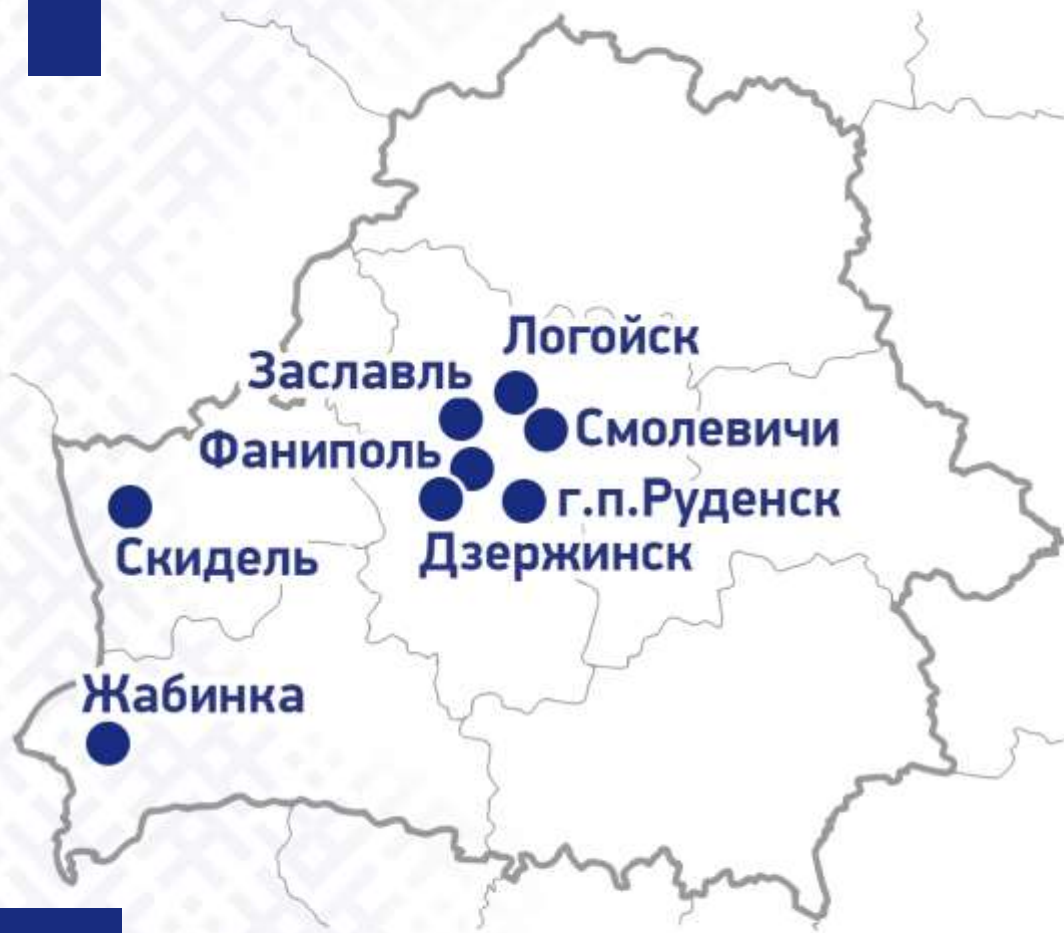 Логойск
Заславль
Смолевичи
Фаниполь
г.п.Руденск
Дзержинск
Скидель
Жабинка